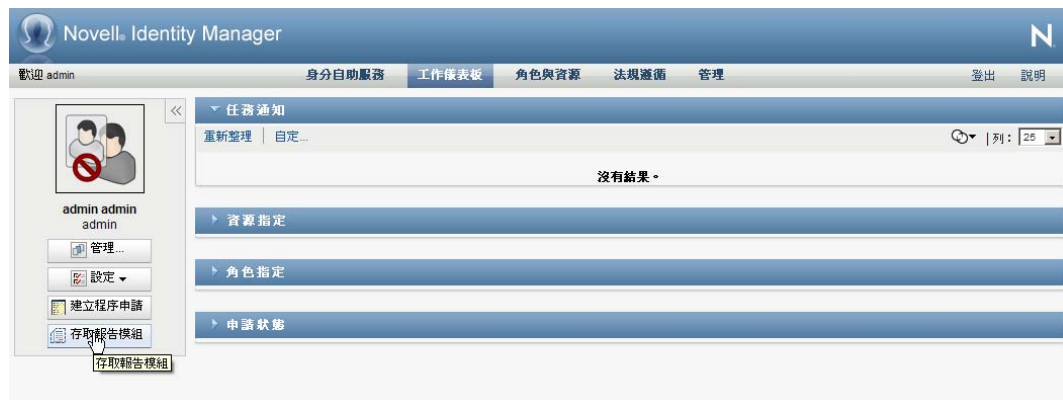 Novell® Identity Manager
N
歡迎 admin
身分自助服務 工作儀表板 角色與資源 法規遵循 管理 登出 說明
任務通知
重新整理 | 自定...
列： 25
沒有結果。
admin admin
admin
管理...
設定
建立程序申請
存取報告模組
存取報告模組
資源指定
角色指定
申請狀態